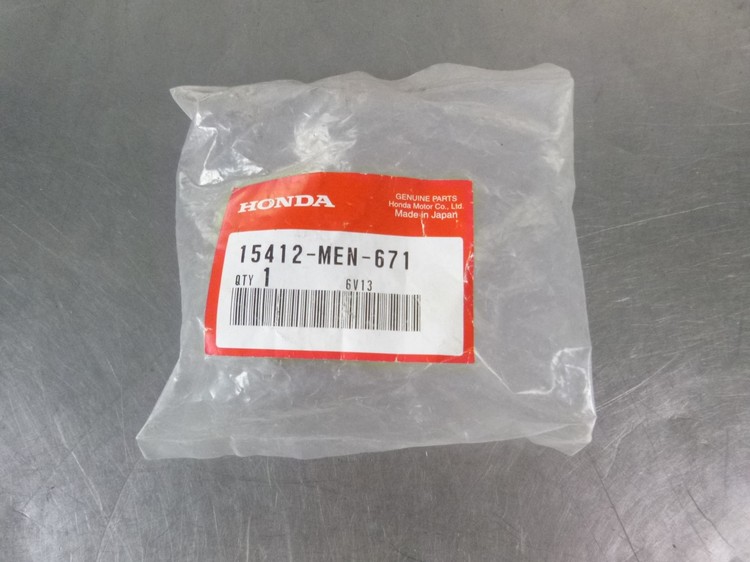 HONDA
GENUINE PARTS
Honda Motor Co., Ltd.
Made in Japan
15412-MEN-671
QTY 1 6V13